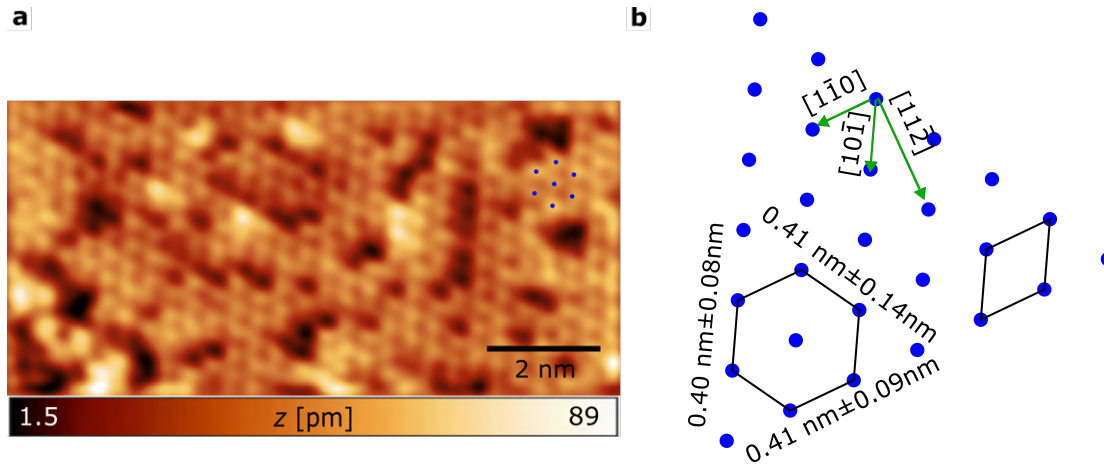 a
b
[11̄0]
[101̄]
[112̄]
0.41 nm±0.14nm
0.40 nm±0.08nm
0.41 nm±0.09nm
2 nm
1.5 z [pm] 89